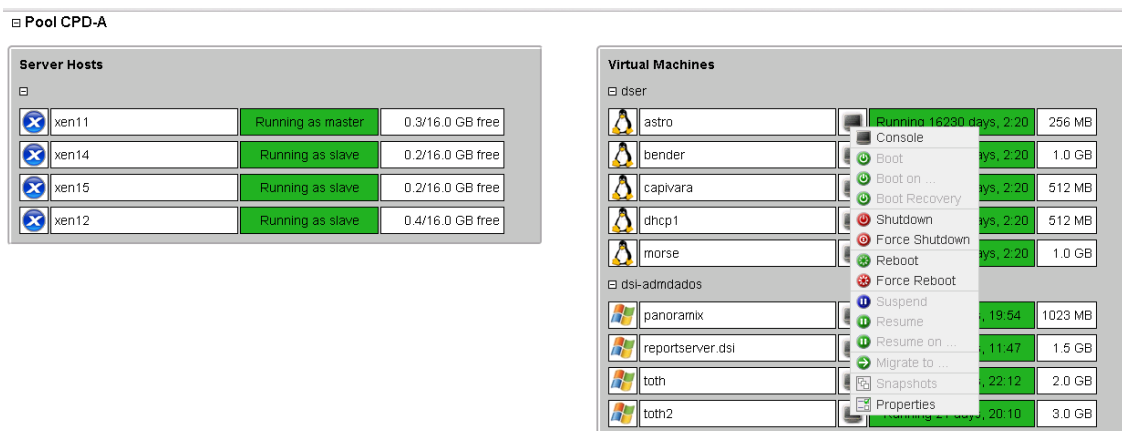 Pool CPD-A
Server Hosts
xen11 Running as master 0.3/16.0 GB free
xen14 Running as slave 0.2/16.0 GB free
xen15 Running as slave 0.2/16.0 GB free
xen12 Running as slave 0.4/16.0 GB free
Virtual Machines
dser
astro Running 16230 days, 2:20 256 MB
bender ays, 2:20 1.0 GB
capivara ays, 2:20 512 MB
dhcp1 ays, 2:20 512 MB
morse ays, 2:20 1.0 GB
dsi-admdados
panoramix , 19:54 1023 MB
reportserver.dsi , 11:47 1.5 GB
toth , 22:12 2.0 GB
toth2 Running 21 days, 20:10 3.0 GB
Console
Boot
Boot on ...
Boot Recovery
Shutdown
Force Shutdown
Reboot
Force Reboot
Suspend
Resume
Resume on ...
Migrate to ...
Snapshots
Properties